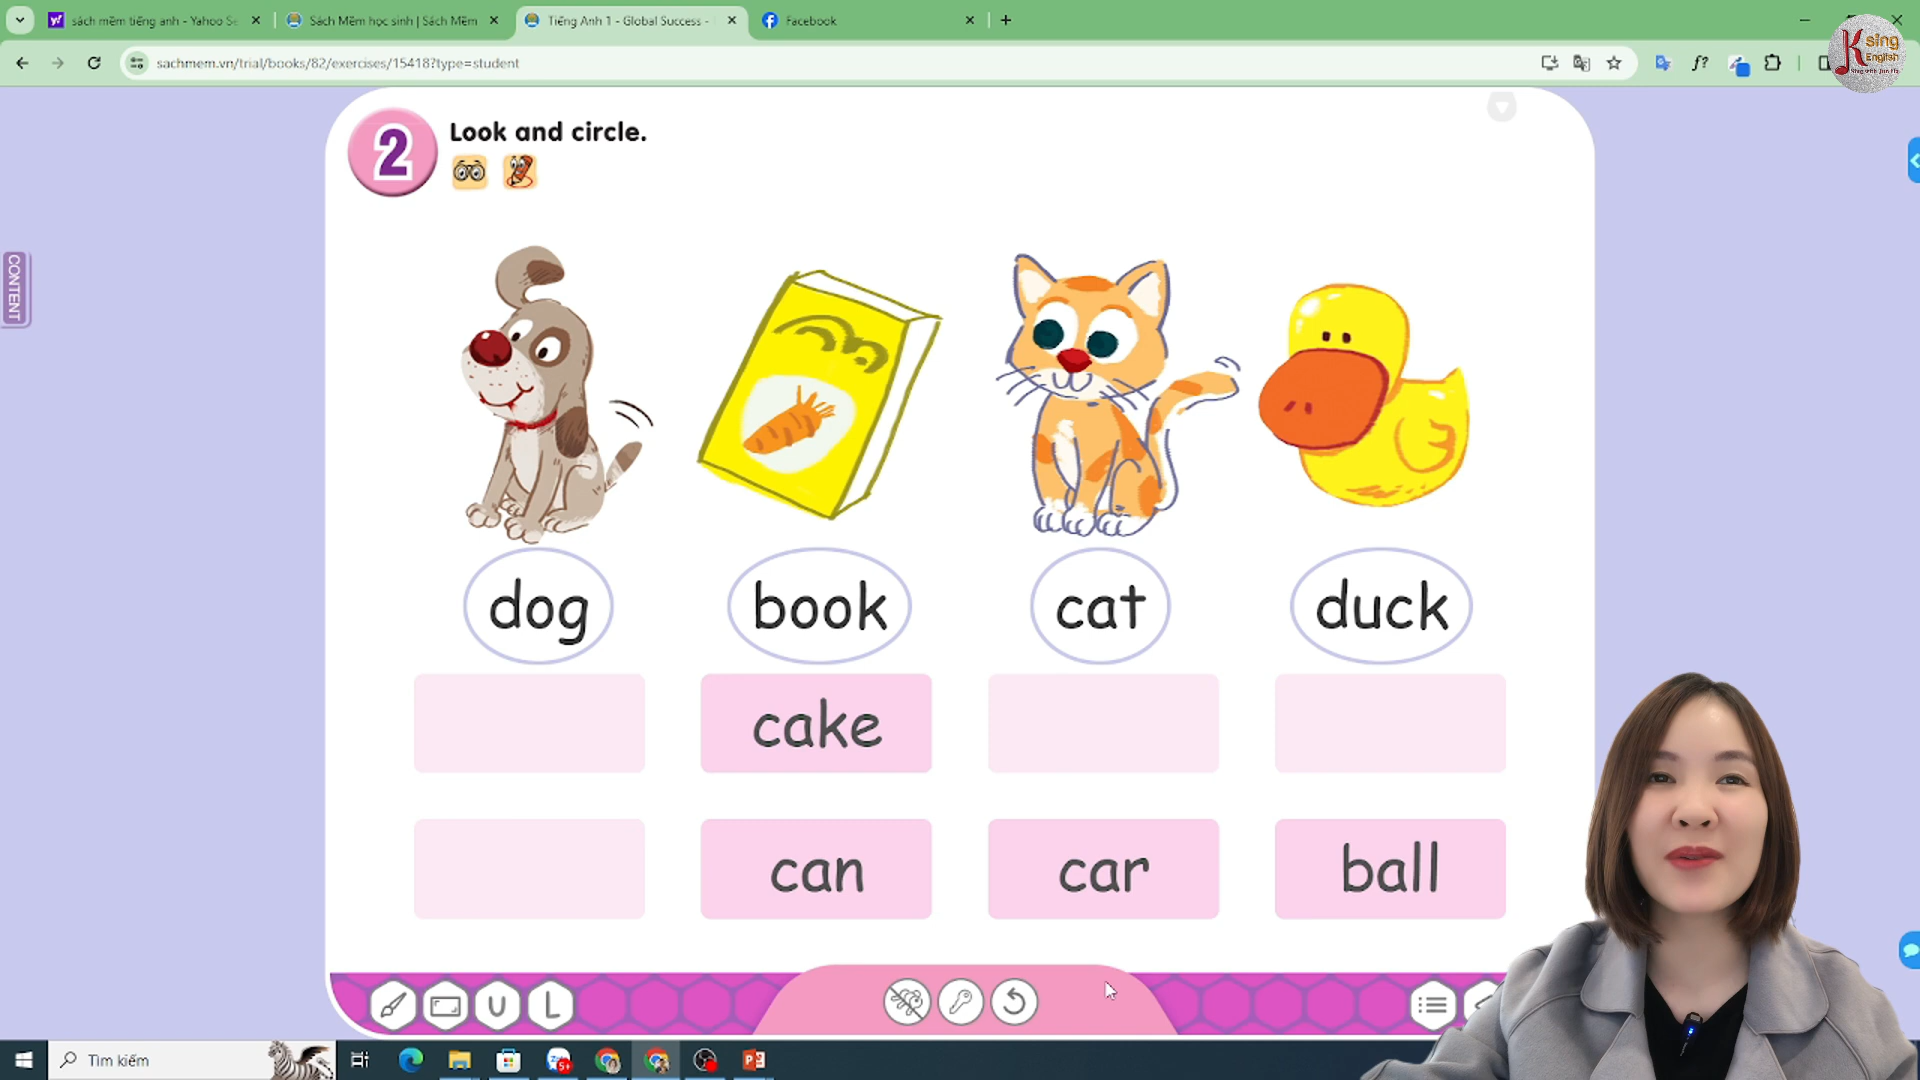 sách mềm tiếng anh - Yahoo Se
Sách Mềm học sinh | Sách Mềm
Tiếng Anh 1 - Global Success -
Facebook
sachmem.vn/trial/books/82/exercises/15418?type=student
Ksing
English
CONTENT
2
Look and circle.
dog book cat duck
cake
can car ball
U L
Tìm kiếm